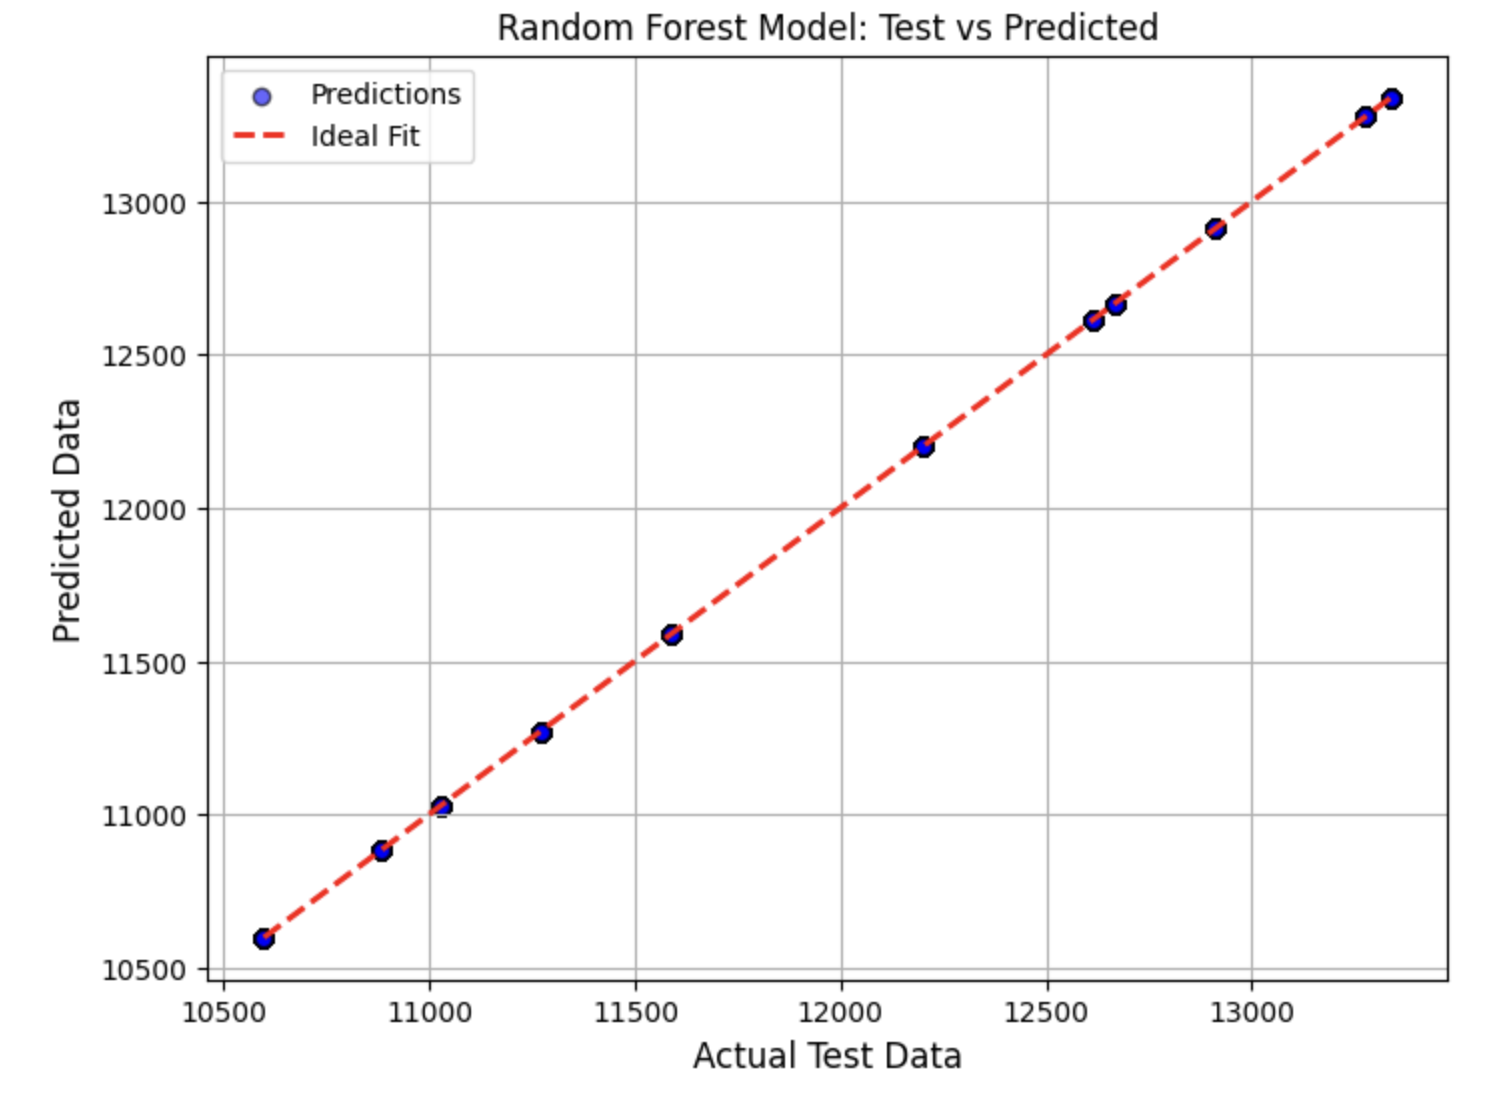 Random Forest Model: Test vs Predicted
Predictions
Ideal Fit
13000
12500
12000
11500
11000
10500
Predicted Data
10500 11000 11500 12000 12500 13000
Actual Test Data